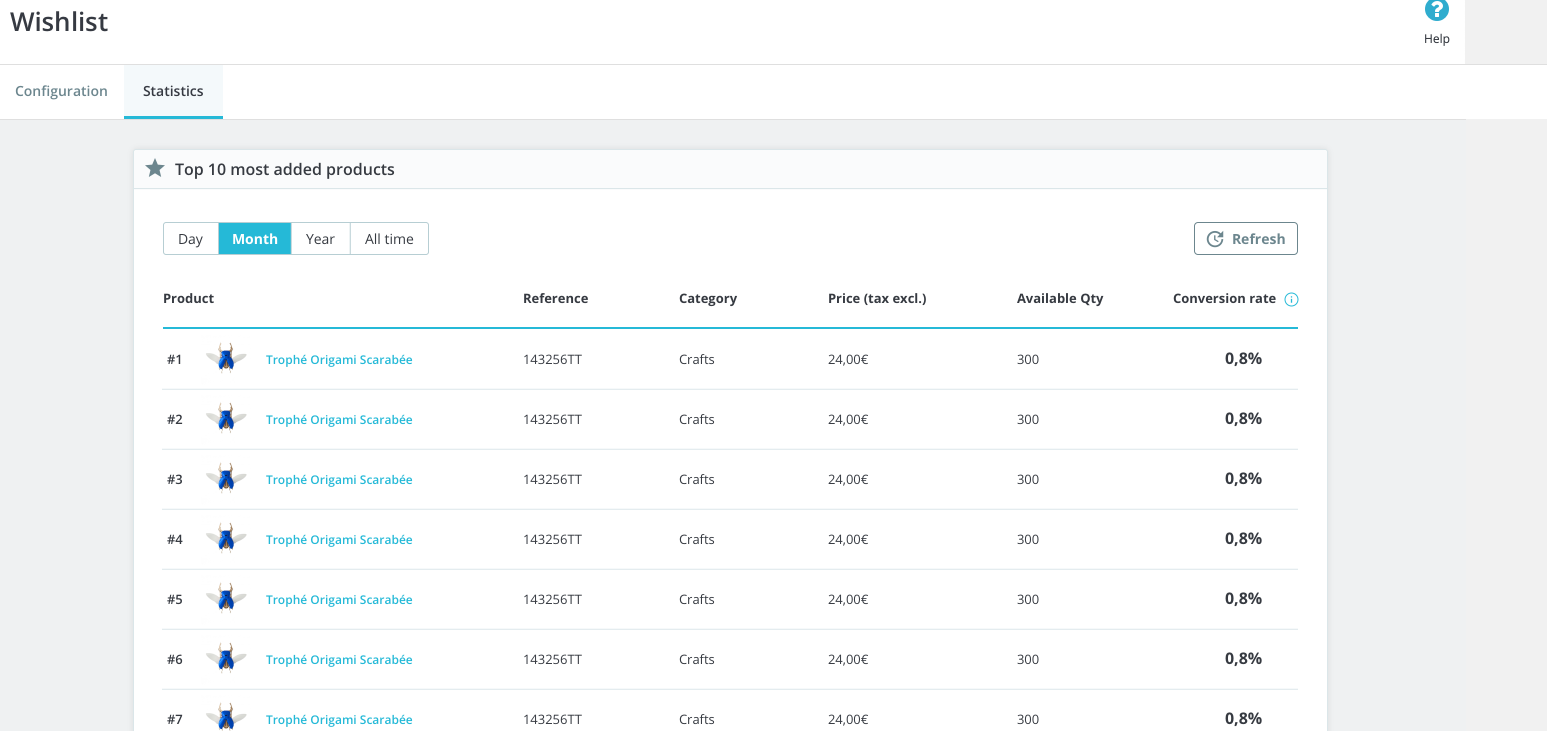 Wishlist
?
Help
Configuration Statistics
Top 10 most added products
Day Month Year All time Refresh
Product Reference Category Price (tax excl.) Available Qty Conversion rate
#1 Trophé Origami Scarabée 143256TT Crafts 24,00€ 300 0,8%
#2 Trophé Origami Scarabée 143256TT Crafts 24,00€ 300 0,8%
#3 Trophé Origami Scarabée 143256TT Crafts 24,00€ 300 0,8%
#4 Trophé Origami Scarabée 143256TT Crafts 24,00€ 300 0,8%
#5 Trophé Origami Scarabée 143256TT Crafts 24,00€ 300 0,8%
#6 Trophé Origami Scarabée 143256TT Crafts 24,00€ 300 0,8%
#7 Trophé Origami Scarabée 143256TT Crafts 24,00€ 300 0,8%